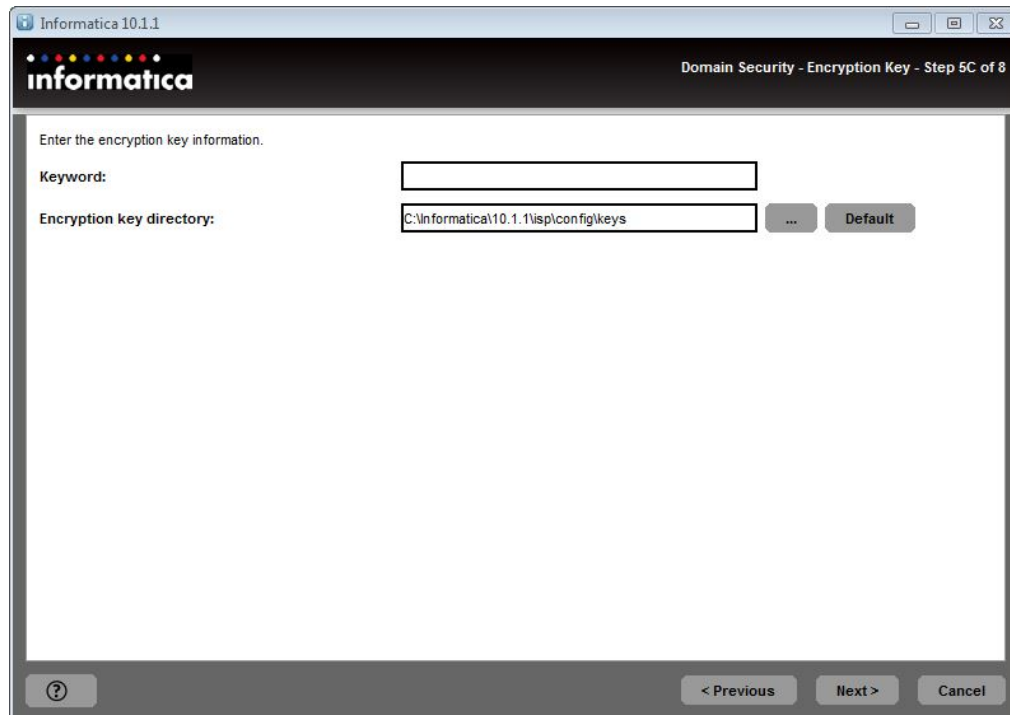 Informatica 10.1.1
informatica
Domain Security - Encryption Key - Step 5C of 8
Enter the encryption key information.
Keyword:
Encryption key directory:
C:\Informatica\10.1.1\isp\config\keys
...
Default
?
< Previous
Next >
Cancel